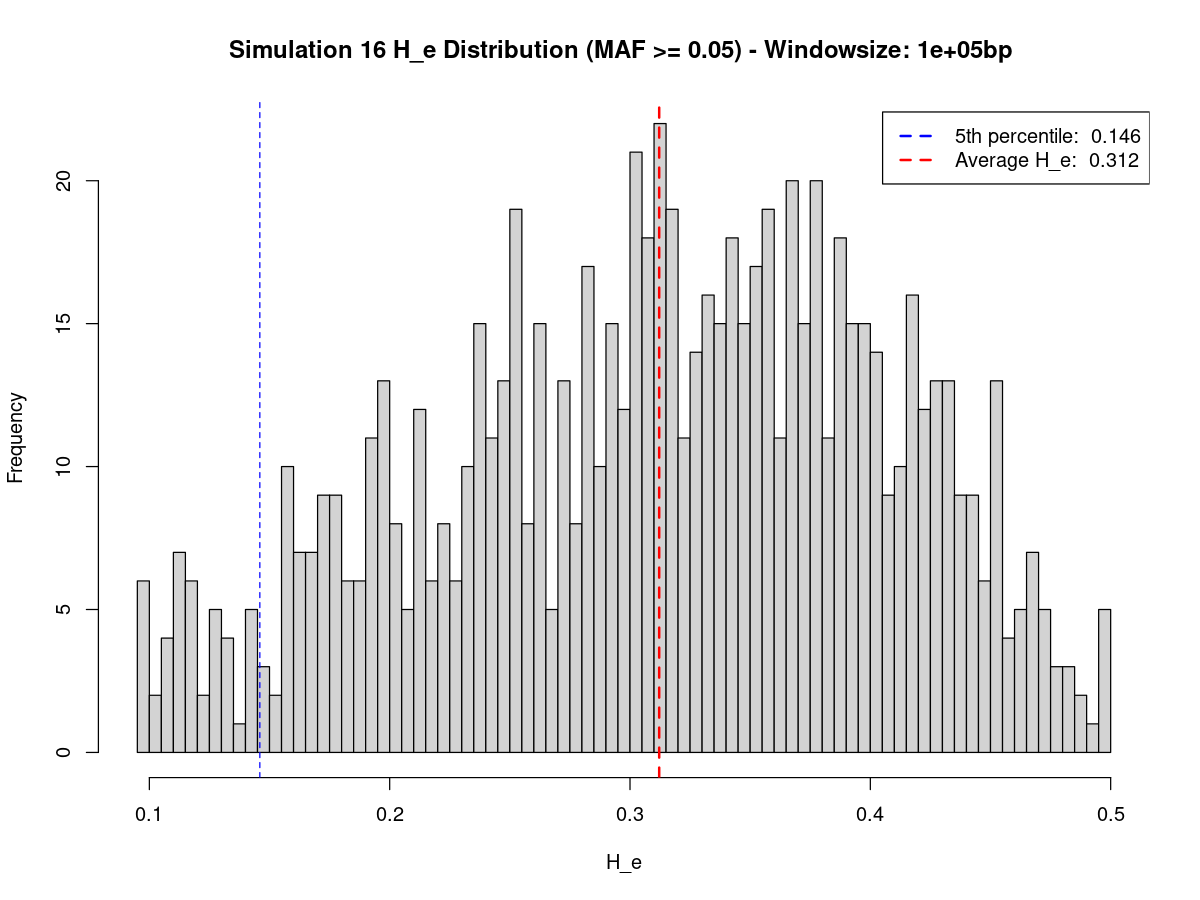 Simulation 16 H_e Distribution (MAF >= 0.05) - Windowsize: 1e+05bp
5th percentile:  0.146
Average H_e:  0.312
Frequency
20
15
10
5
0
0.1 0.2 0.3 0.4 0.5
H_e